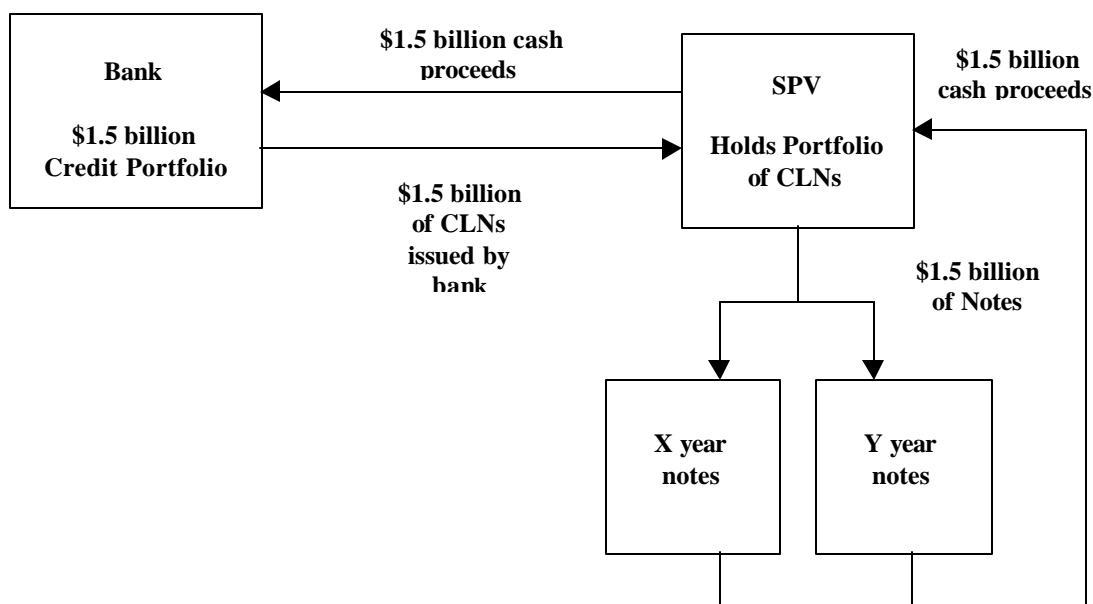 Bank
$1.5 billion
Credit Portfolio
$1.5 billion cash
proceeds
$1.5 billion
of CLNs
issued by
bank
SPV
Holds Portfolio
of CLNs
$1.5 billion
cash proceeds
$1.5 billion
of Notes
X year
notes
Y year
notes